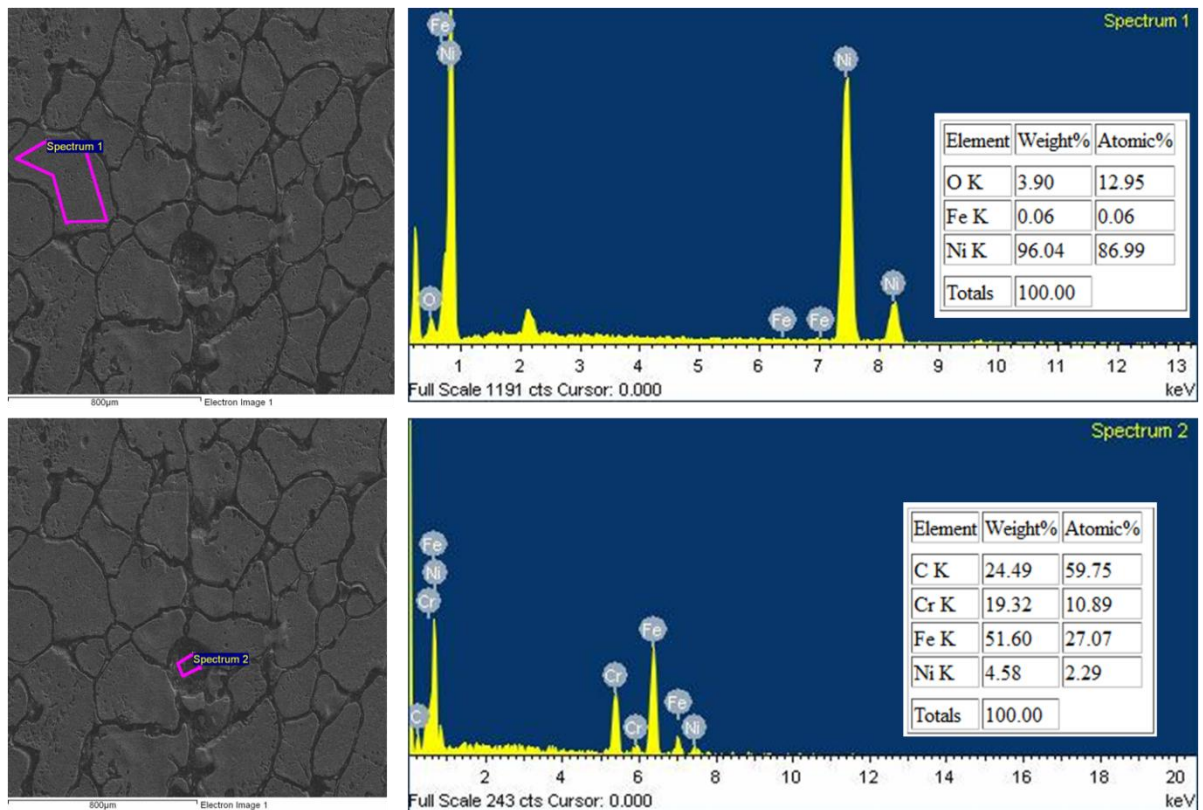 Spectrum 1
800µm Electron Image 1
Spectrum 1
Fe
Ni
O
Fe Fe
Ni
Ni
Element Weight% Atomic%
O K 3.90 12.95
Fe K 0.06 0.06
Ni K 96.04 86.99
Totals 100.00
1 2 3 4 5 6 7 8 9 10 11 12 13
Full Scale 1191 cts Cursor: 0.000 keV
Spectrum 2
800µm Electron Image 1
Spectrum 2
Fe
Ni
Cr
C
Cr
Cr
Fe
Fe
Ni
Element Weight% Atomic%
C K 24.49 59.75
Cr K 19.32 10.89
Fe K 51.60 27.07
Ni K 4.58 2.29
Totals 100.00
2 4 6 8 10 12 14 16 18 20
Full Scale 243 cts Cursor: 0.000 keV